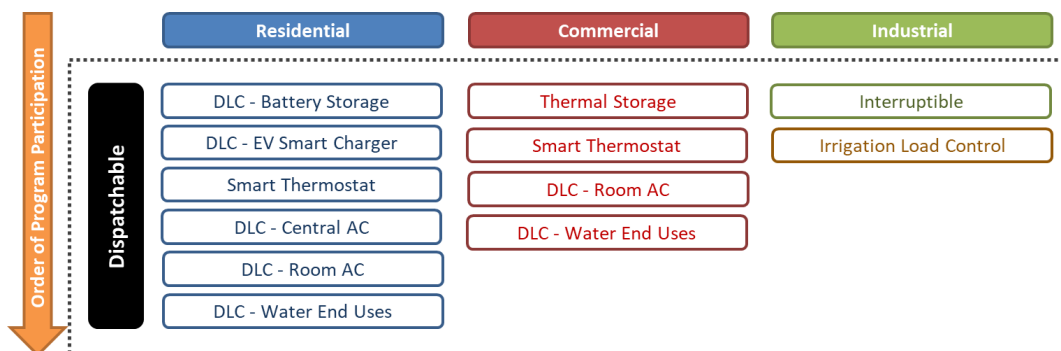 Order of Program Participation
Residential
Commercial
Industrial
Dispatchable
DLC - Battery Storage
DLC - EV Smart Charger
Smart Thermostat
DLC - Central AC
DLC - Room AC
DLC - Water End Uses
Thermal Storage
Smart Thermostat
DLC - Room AC
DLC - Water End Uses
Interruptible
Irrigation Load Control